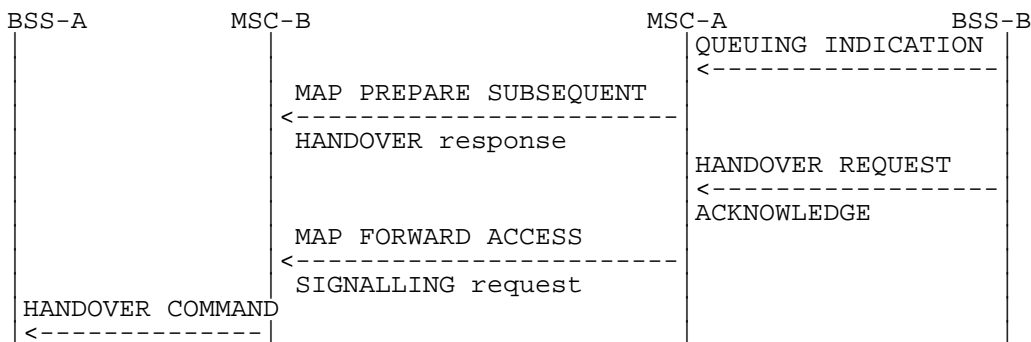 BSS-A MSC-B MSC-A BSS-B
QUEUING INDICATION
MAP PREPARE SUBSEQUENT
HANDOVER response
HANDOVER REQUEST
ACKNOWLEDGE
MAP FORWARD ACCESS
SIGNALLING request
HANDOVER COMMAND